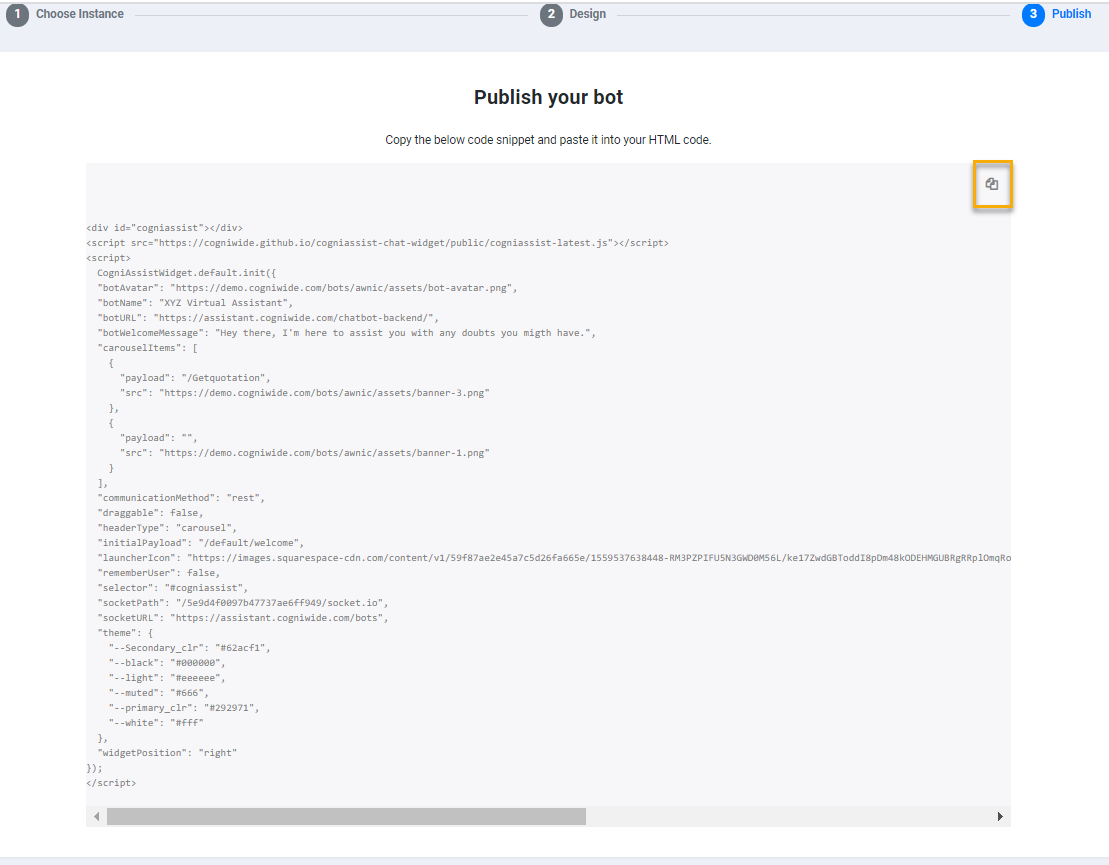 1 Choose Instance 2 Design 3 Publish
Publish your bot
Copy the below code snippet and paste it into your HTML code.
<div id="cogniassist"></div>
<script src="https://cogniwide.github.io/cogniassist-chat-widget/public/cogniassist-latest.js"></script>
<script>
  CogniAssistWidget.default.init({
  "botAvatar": "https://demo.cogniwide.com/bots/awnic/assets/bot-avatar.png",
  "botName": "XYZ Virtual Assistant",
  "botURL": "https://assistant.cogniwide.com/chatbot-backend/",
  "botWelcomeMessage": "Hey there, I'm here to assist you with any doubts you migth have.",
  "carouselItems": [
    {
      "payload": "/Getquotation",
      "src": "https://demo.cogniwide.com/bots/awnic/assets/banner-3.png"
    },
    {
      "payload": "",
      "src": "https://demo.cogniwide.com/bots/awnic/assets/banner-1.png"
    }
  ],
  "communicationMethod": "rest",
  "draggable": false,
  "headerType": "carousel",
  "initialPayload": "/default/welcome",
  "launcherIcon": "https://images.squarespace-cdn.com/content/v1/59f87ae2e45a7c5d26fa665e/1559537638448-RM3PZPIFU5N3GWD0M56L/ke17ZwdGBToddI8pDm48kODEHMGUBRgRRplOmqRo
  "rememberUser": false,
  "selector": "#cogniassist",
  "socketPath": "/5e9d4f0097b47737ae6ff949/socket.io",
  "socketURL": "https://assistant.cogniwide.com/bots",
  "theme": {
    "--Secondary_clr": "#62acf1",
    "--black": "#000000",
    "--light": "#eeeeee",
    "--muted": "#666",
    "--primary_clr": "#292971",
    "--white": "#fff"
  },
  "widgetPosition": "right"
});
</script>